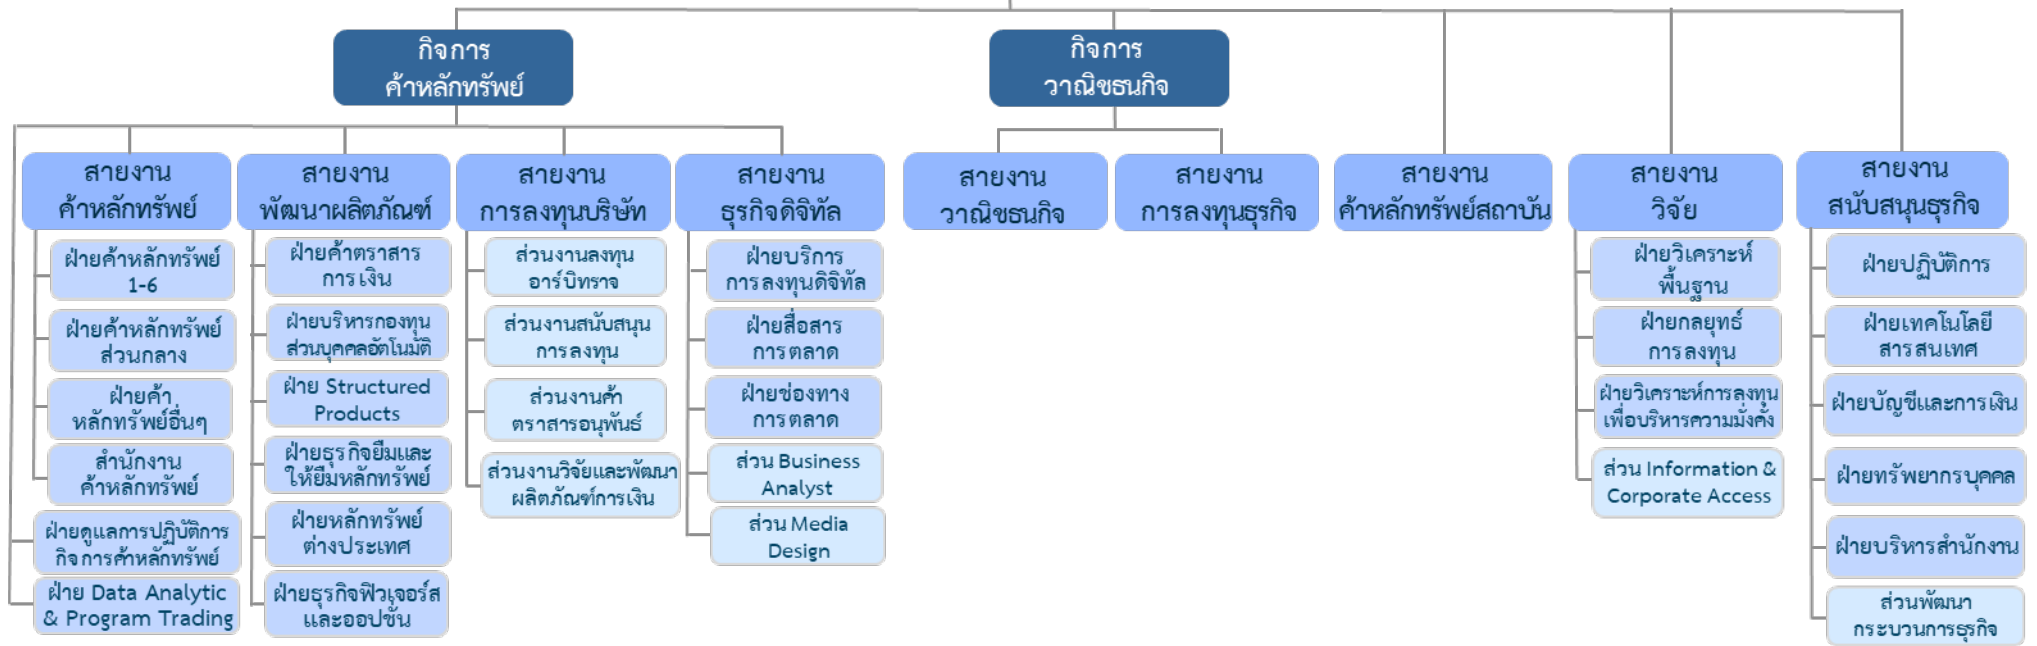 กิจการ
ค้าหลักทรัพย์
กิจการ
วาณิชธนกิจ
สายงาน
ค้าหลักทรัพย์
ฝ่ายค้าหลักทรัพย์
1-6
ฝ่ายค้าหลักทรัพย์
ส่วนกลาง
ฝ่ายค้า
หลักทรัพย์อื่นๆ
สำนักงาน
ค้าหลักทรัพย์
ฝ่ายดูแลการปฏิบัติการ
กิจการค้าหลักทรัพย์
ฝ่าย Data Analytic
& Program Trading
สายงาน
พัฒนาผลิตภัณฑ์
ฝ่ายค้าตราสาร
การเงิน
ฝ่ายบริหารกองทุน
ส่วนบุคคลอัตโนมัติ
ฝ่าย Structured
Products
ฝ่ายธุรกิจยืมและ
ให้ยืมหลักทรัพย์
ฝ่ายหลักทรัพย์
ต่างประเทศ
ฝ่ายธุรกิจฟิวเจอร์ส
และออปชั่น
สายงาน
การลงทุนบริษัท
ส่วนงานลงทุน
อาร์บิทราจ
ส่วนงานสนับสนุน
การลงทุน
ส่วนงานค้า
ตราสารอนุพันธ์
ส่วนงานวิจัยและพัฒนา
ผลิตภัณฑ์การเงิน
สายงาน
ธุรกิจดิจิทัล
ฝ่ายบริการ
การลงทุนดิจิทัล
ฝ่ายสื่อสาร
การตลาด
ฝ่ายช่องทาง
การตลาด
ส่วน Business
Analyst
ส่วน Media
Design
สายงาน
วาณิชธนกิจ
สายงาน
การลงทุนธุรกิจ
สายงาน
ค้าหลักทรัพย์สถาบัน
สายงาน
วิจัย
ฝ่ายวิเคราะห์
พื้นฐาน
ฝ่ายกลยุทธ์
การลงทุน
ฝ่ายวิเคราะห์การลงทุน
เพื่อบริหารความมั่งคั่ง
ส่วน Information &
Corporate Access
สายงาน
สนับสนุนธุรกิจ
ฝ่ายปฏิบัติการ
ฝ่ายเทคโนโลยี
สารสนเทศ
ฝ่ายบัญชีและการเงิน
ฝ่ายทรัพยากรบุคคล
ฝ่ายบริหารสำนักงาน
ส่วนพัฒนา
กระบวนการธุรกิจ